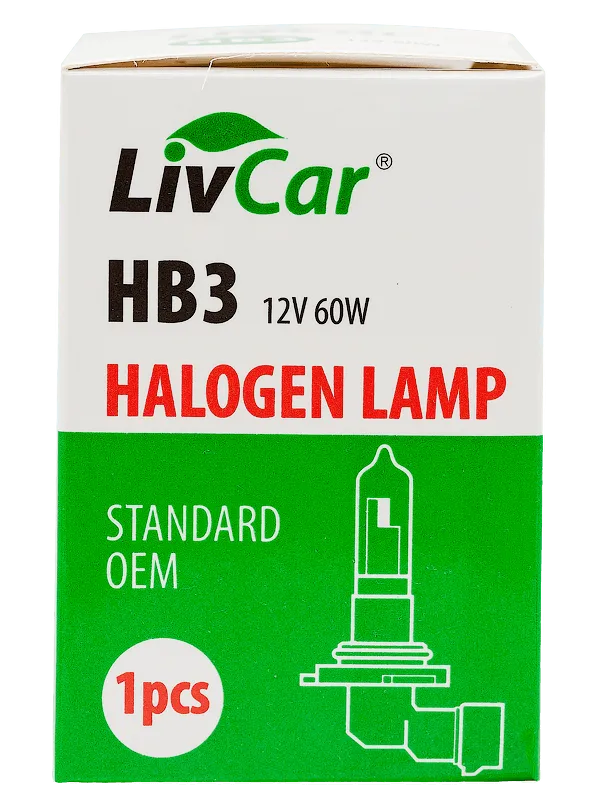 LivCar®
HB3 12V 60W
HALOGEN LAMP
STANDARD
OEM
1pcs